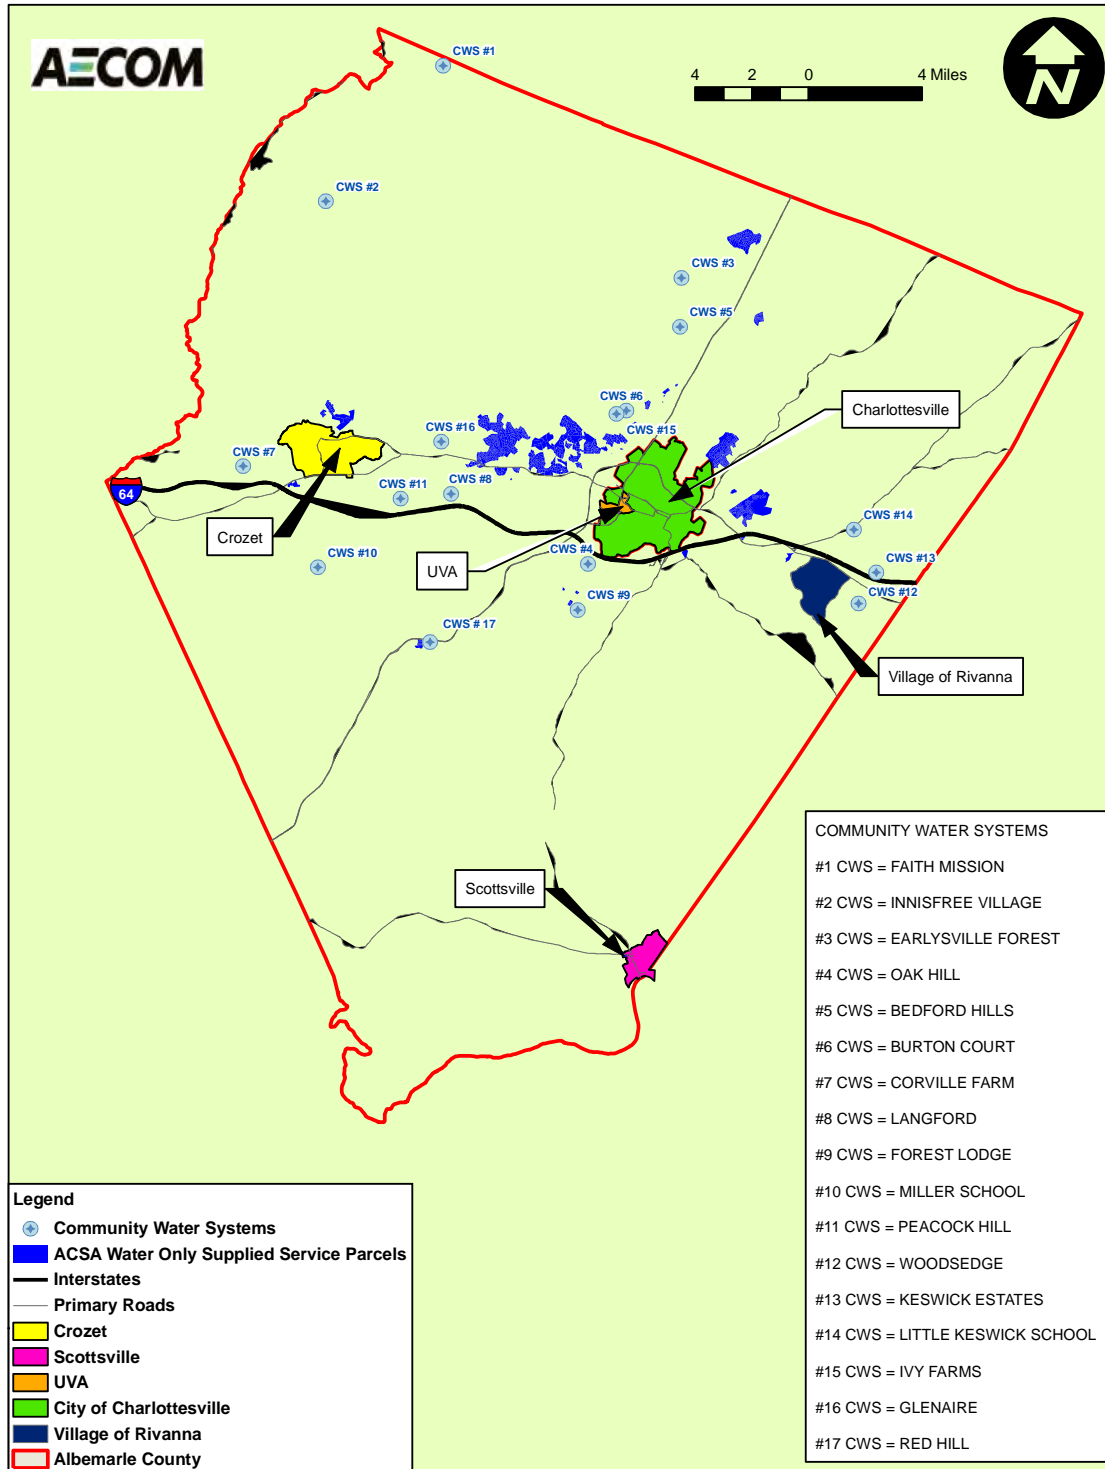 AECOM
CWS #1
4 2 0 4 Miles
N
CWS #2
CWS #3
CWS #5
Charlottesville
CWS #6
CWS #15
CWS #16
CWS #7
CWS #8
CWS #11
64
Crozet
CWS #14
UVA
CWS #4
CWS #13
CWS #10
CWS #12
CWS #9
CWS # 17
Village of Rivanna
Scottsville
COMMUNITY WATER SYSTEMS
#1 CWS = FAITH MISSION
#2 CWS = INNISFREE VILLAGE
#3 CWS = EARLYSVILLE FOREST
#4 CWS = OAK HILL
#5 CWS = BEDFORD HILLS
#6 CWS = BURTON COURT
#7 CWS = CORVILLE FARM
#8 CWS = LANGFORD
#9 CWS = FOREST LODGE
#10 CWS = MILLER SCHOOL
#11 CWS = PEACOCK HILL
#12 CWS = WOODSEDGE
#13 CWS = KESWICK ESTATES
#14 CWS = LITTLE KESWICK SCHOOL
#15 CWS = IVY FARMS
#16 CWS = GLENAIRE
#17 CWS = RED HILL
Legend
Community Water Systems
ACSA Water Only Supplied Service Parcels
Interstates
Primary Roads
Crozet
Scottsville
UVA
City of Charlottesville
Village of Rivanna
Albemarle County